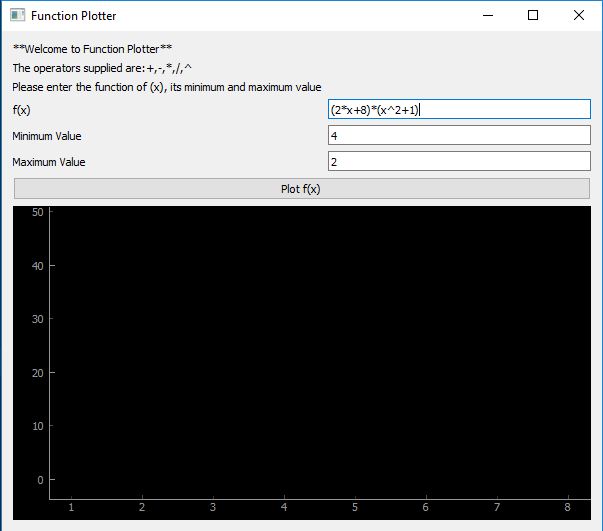 Function Plotter
**Welcome to Function Plotter**
The operators supplied are:+,-,*,/,^
Please enter the function of (x), its minimum and maximum value
f(x) (2*x+8)*(x^2+1)
Minimum Value 4
Maximum Value 2
Plot f(x)
50
40
30
20
10
0
1 2 3 4 5 6 7 8